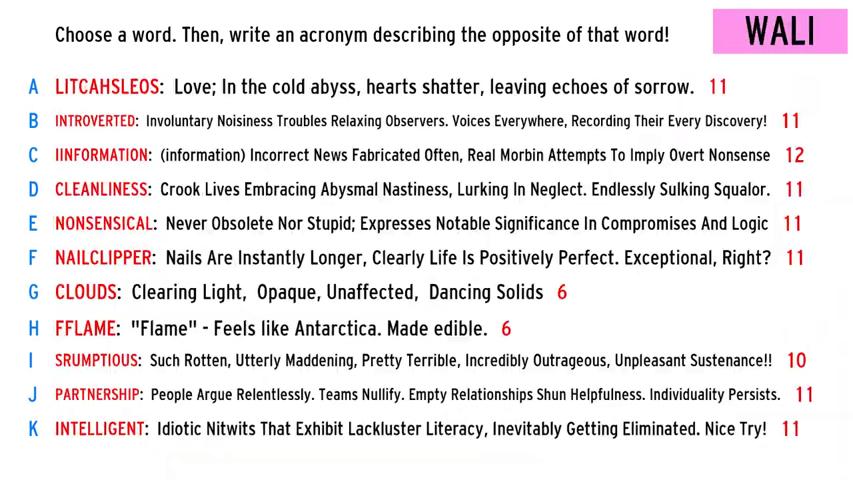 Choose a word. Then, write an acronym describing the opposite of that word!
WALI
A LITCAHSLEOS: Love; In the cold abyss, hearts shatter, leaving echoes of sorrow. 11
B INTROVERTED: Involuntary Noisiness Troubles Relaxing Observers. Voices Everywhere, Recording Their Every Discovery! 11
C IINFORMATION: (information) Incorrect News Fabricated Often, Real Morbin Attempts To Imply Overt Nonsense 12
D CLEANLINESS: Crook Lives Embracing Abysmal Nastiness, Lurking In Neglect. Endlessly Sulking Squalor. 11
E NONSENSICAL: Never Obsolete Nor Stupid; Expresses Notable Significance In Compromises And Logic 11
F NAILCLIPPER: Nails Are Instantly Longer, Clearly Life Is Positively Perfect. Exceptional, Right? 11
G CLOUDS: Clearing Light, Opaque, Unaffected, Dancing Solids 6
H FFLAME: "Flame" - Feels like Antarctica. Made edible. 6
I SRUMPTIOUS: Such Rotten, Utterly Maddening, Pretty Terrible, Incredibly Outrageous, Unpleasant Sustenance!! 10
J PARTNERSHIP: People Argue Relentlessly. Teams Nullify. Empty Relationships Shun Helpfulness. Individuality Persists. 11
K INTELLIGENT: Idiotic Nitwits That Exhibit Lackluster Literacy, Inevitably Getting Eliminated. Nice Try! 11